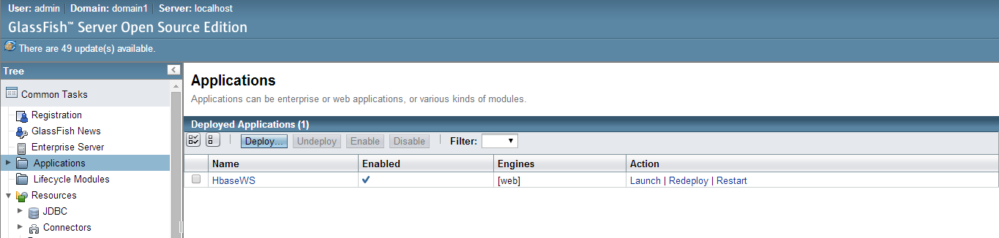 User: admin Domain: domain1 Server: localhost
GlassFish™ Server Open Source Edition
There are 49 update(s) available.
Tree
Common Tasks
Registration
GlassFish News
Enterprise Server
Applications
Lifecycle Modules
Resources
JDBC
Connectors
Applications
Applications can be enterprise or web applications, or various kinds of modules.
Deployed Applications (1)
Deploy... Undeploy Enable Disable Filter:
Name Enabled Engines Action
HbaseWS [web] Launch | Redeploy | Restart